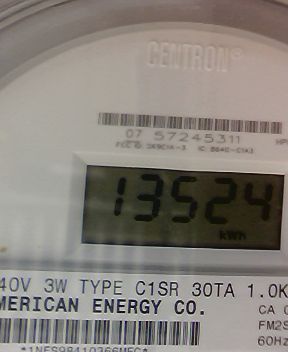 CENTRON®
07 57245311
13524
kWh
40V 3W TYPE C1SR 30TA 1.0K
MERICAN ENERGY CO.
CA
FM2S
60Hz